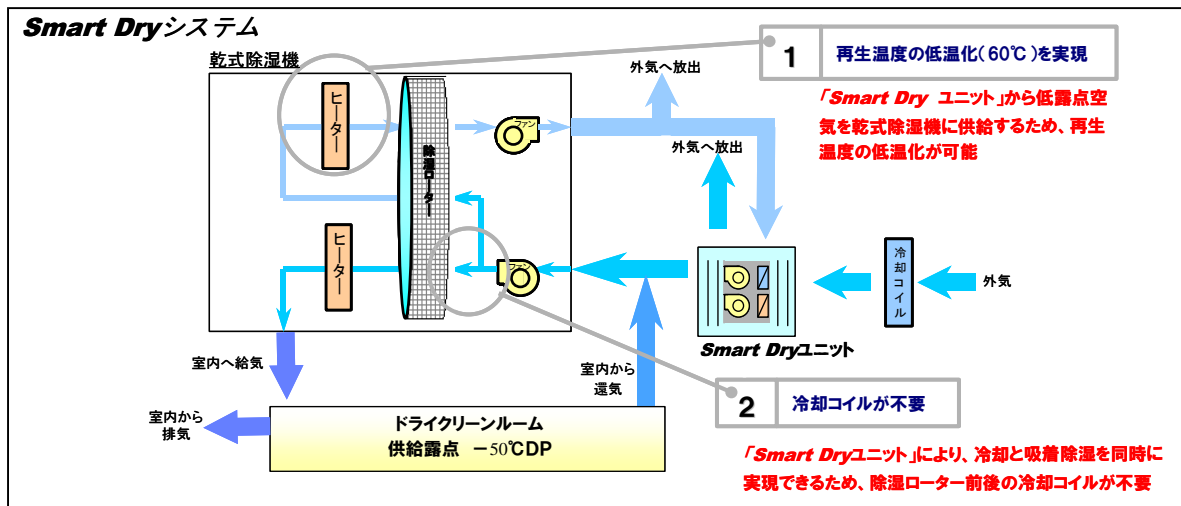 Smart Dryシステム
乾式除湿機
ヒーター
除湿ローター
ファン
外気へ放出
外気へ放出
1 再生温度の低温化(60℃)を実現
「Smart Dry ユニット」から低露点空
気を乾式除湿機に供給するため、再生
温度の低温化が可能
ヒーター
ファン
冷却コイル
外気
Smart Dryユニット
室内へ給気
室内から
還気
室内から
排気
ドライクリーンルーム
供給露点 －50℃DP
2 冷却コイルが不要
「Smart Dryユニット」により、冷却と吸着除湿を同時に
実現できるため、除湿ローター前後の冷却コイルが不要